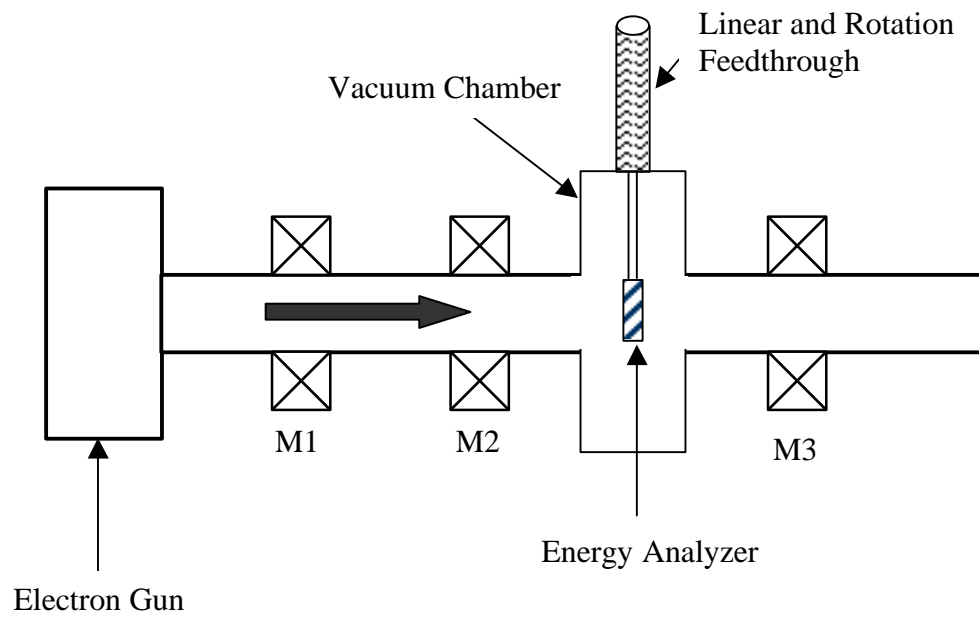 Linear and Rotation
Feedthrough
Vacuum Chamber
M1
M2
M3
Energy Analyzer
Electron Gun